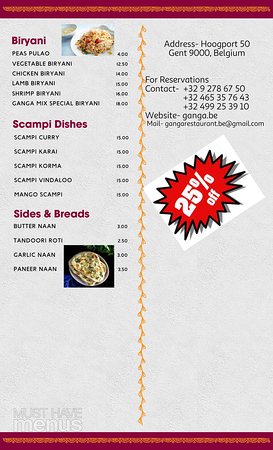 Biryani
PEAS PULAO 4.00
VEGETABLE BIRYANI 12.50
CHICKEN BIRYANI 14.00
LAMB BIRYANI 15.00
SHRIMP BIRYANI 16.00
GANGA MIX SPECIAL BIRYANI 18.00
Scampi Dishes
SCAMPI CURRY 15.00
SCAMPI KARAI 15.00
SCAMPI KORMA 15.00
SCAMPI VINDALOO 15.00
MANGO SCAMPI 15.00
Sides & Breads
BUTTER NAAN 3.00
TANDOORI ROTI 2.50
GARLIC NAAN 3.00
PANEER NAAN 3.50
MUST HAVE
menus
Address- Hoogport 50
Gent 9000, Belgium
For Reservations
Contact- +32 9 278 67 50
+32 465 35 76 43
+32 499 25 39 10
Website- ganga.be
Mail- gangarestaurant.be@gmail.com
25%
off